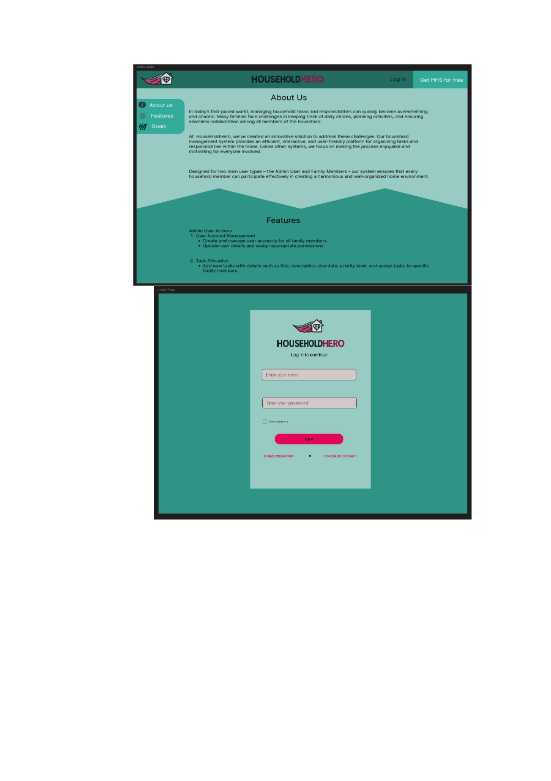 HOUSEHOLDHERO
Log in
Get HHS for free
About us
Features
Goals
About Us
In today's fast-paced world, managing household tasks and responsibilities can quickly become overwhelming
and chaotic. Many families face challenges in keeping track of daily chores, planning activities, and ensuring
seamless collaboration among all members of the household.
At HouseHoldHero, we've created an innovative solution to address these challenges. Our household
management system provides an efficient, interactive, and user-friendly platform for organizing tasks and
responsibilities within the home. Unlike other systems, we focus on making the process enjoyable and
motivating for everyone involved.
Designed for two main user types – the Admin User and Family Members – our system ensures that every
household member can participate effectively in creating a harmonious and well-organized home environment.
Features
Admin User Actions
1. User Account Management
• Create and manage user accounts for all family members.
• Update user details and assign appropriate permissions.
2. Task Allocation
• Add new tasks with details such as title, description, due date, priority level, and assign tasks to specific
family members.
Login Page
HOUSEHOLDHERO
Log in to continue
Enter your email
Enter your password
Log in
Forgot Password
Create an account